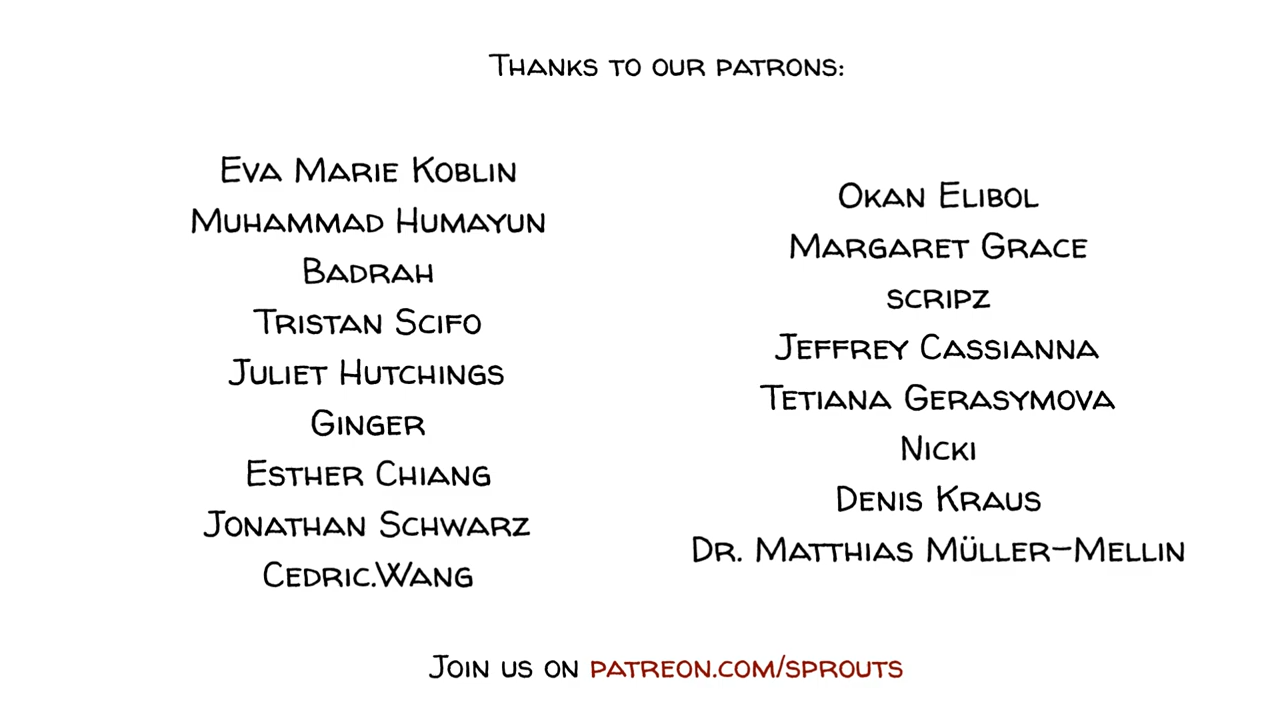 Thanks to our patrons:
Eva Marie Koblin
Muhammad Humayun
Badrah
Tristan Scifo
Juliet Hutchings
Ginger
Esther Chiang
Jonathan Schwarz
Cedric.Wang
Okan Elibol
Margaret Grace
scripz
Jeffrey Cassianna
Tetiana Gerasymova
Nicki
Denis Kraus
Dr. Matthias Müller-Mellin
Join us on patreon.com/sprouts